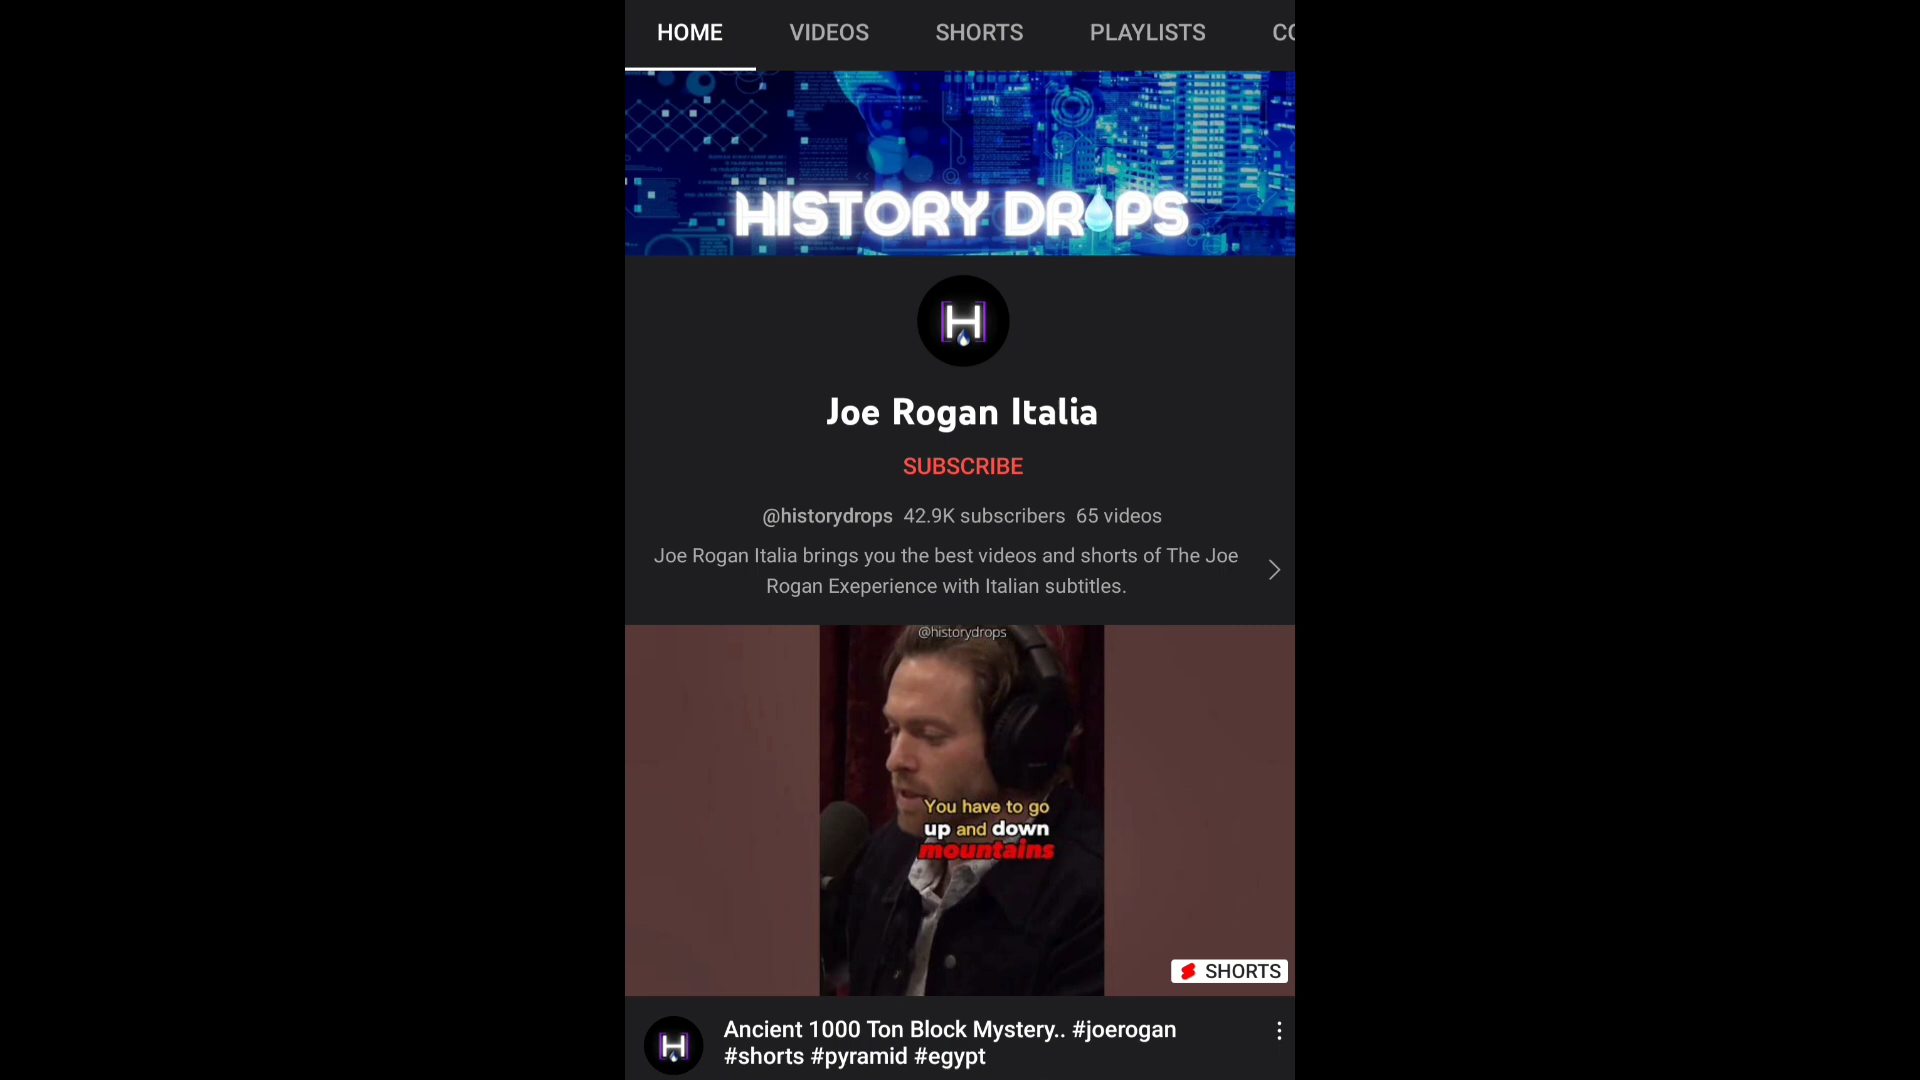 HOME VIDEOS SHORTS PLAYLISTS CO
HISTORY DROPS
H
Joe Rogan Italia
SUBSCRIBE
@historydrops 42.9K subscribers 65 videos
Joe Rogan Italia brings you the best videos and shorts of The Joe
Rogan Exeperience with Italian subtitles.
@historydrops
You have to go
up and down
mountains
SHORTS
H
Ancient 1000 Ton Block Mystery.. #joerogan
#shorts #pyramid #egypt